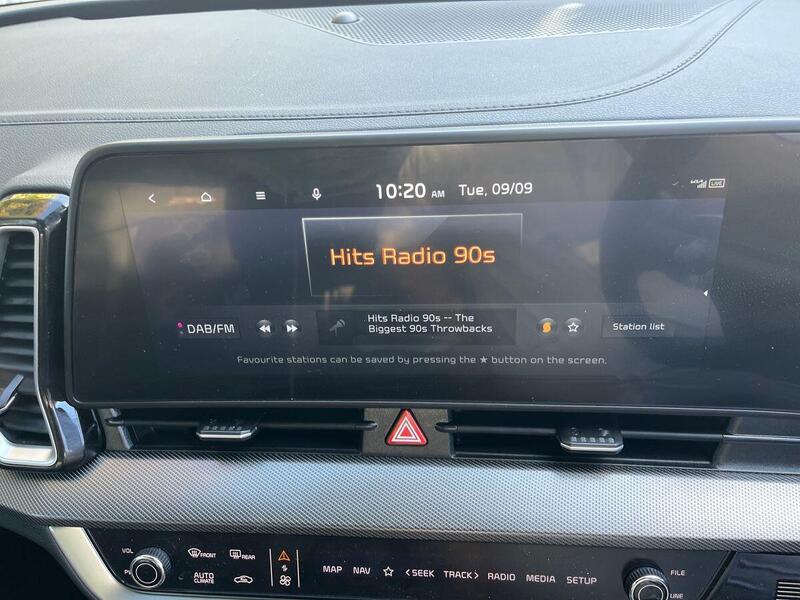 10:20 AM Tue, 09/09
LIVE
Hits Radio 90s
DAB/FM
Hits Radio 90s -- The
Biggest 90s Throwbacks
Station list
Favourite stations can be saved by pressing the ★ button on the screen.
VOL
FRONT
REAR
AUTO
CLIMATE
MAP NAV ☆ <SEEK TRACK> RADIO MEDIA SETUP
FILE